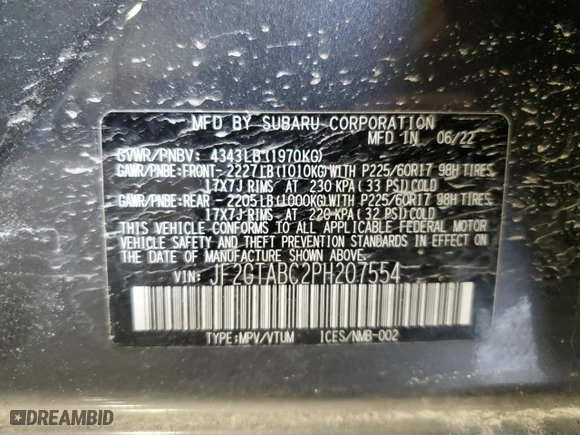 MFD BY SUBARU CORPORATION
MFD IN 06/22
GVWR/PNBV: 4343LB(1970KG)
GAWR/PNBE:FRONT-2227LB(1010KG)WITH P225/60R17 98H TIRES,
17X7J RIMS AT 230 KPA (33 PSI)COLD
GAWR/PNBE:REAR -2205LB(1000KG)WITH P225/60R17 98H TIRES,
17X7J RIMS AT 220 KPA (32 PSI)COLD
THIS VEHICLE CONFORMS TO ALL APPLICABLE FEDERAL MOTOR
VEHICLE SAFETY AND THEFT PREVENTION STANDARDS IN EFFECT ON
THE DATE OF MANUFACTURE SHOWN ABOVE.
VIN: JF2GTABC2PH207554
TYPE:MPV/VTUM ICES/NMB-002
DREAMBID